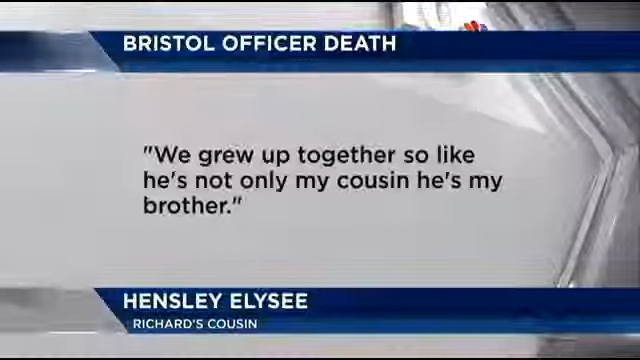 BRISTOL OFFICER DEATH
"We grew up together so like
he's not only my cousin he's my
brother."
HENSLEY ELYSEE
RICHARD'S COUSIN